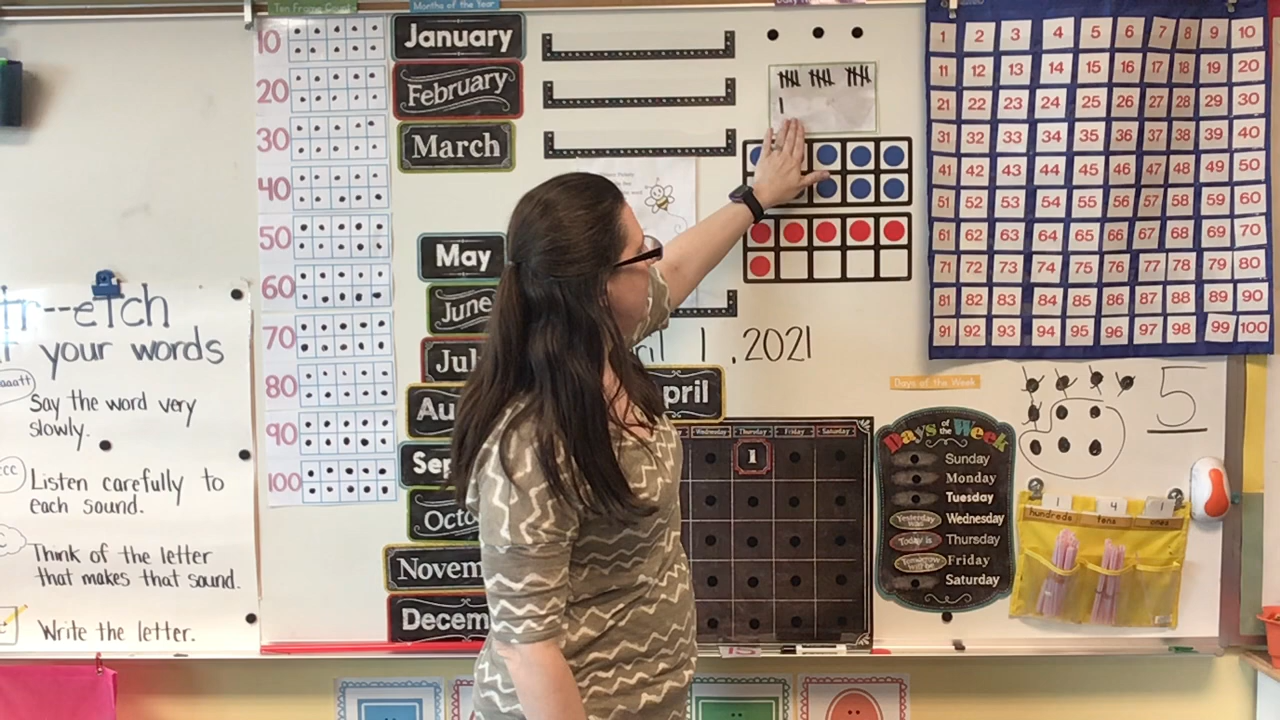 Ten Frame Count
10
20
30
40
50
60
70
80
90
100
Months of the Year
January
February
March
May
June
Jul
Au
Sep
Octo
Novem
Decem
etch
your words
Say the word very
slowly.
Listen carefully to
each sound.
Think of the letter
that makes that sound.
Write the letter.
1, 2021
pril
Wednesday Thursday Friday Saturday
1
1 2 3 4 5 6 7 8 9 10
11 12 13 14 15 16 17 18 19 20
21 22 23 24 25 26 27 28 29 30
31 32 33 34 35 36 37 38 39 40
41 42 43 44 45 46 47 48 49 50
51 52 53 54 55 56 57 58 59 60
61 62 63 64 65 66 67 68 69 70
71 72 73 74 75 76 77 78 79 80
81 82 83 84 85 86 87 88 89 90
91 92 93 94 95 96 97 98 99 100
Days of the Week
Days of the Week
Sunday
Monday
Tuesday
Yesterday was Wednesday
Today is Thursday
Tomorrow will be Friday
Saturday
5
1 4 1
hundreds tens ones